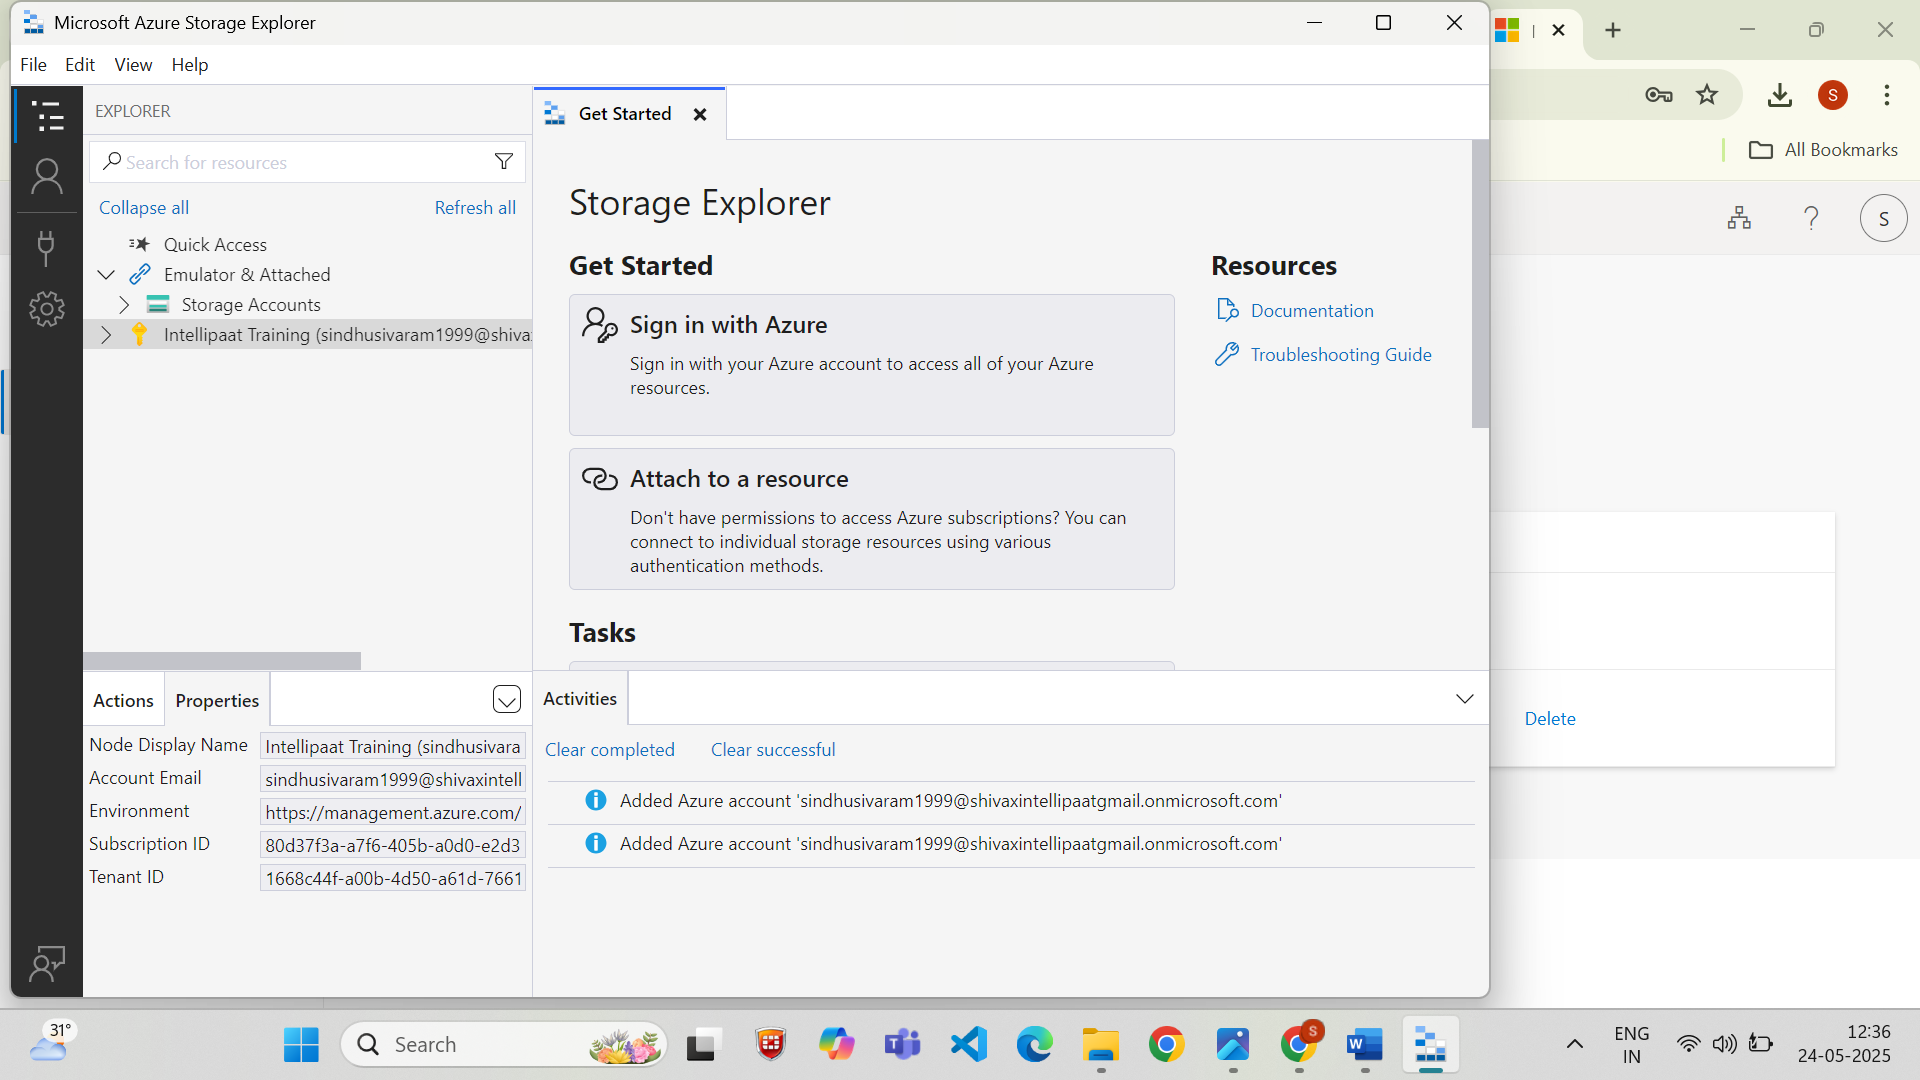 Microsoft Azure Storage Explorer
File Edit View Help
EXPLORER
Search for resources
Collapse all
Refresh all
Quick Access
Emulator & Attached
Storage Accounts
Intellipaat Training (sindhusivaram1999@shiva
Actions
Properties
Node Display Name Intellipaat Training (sindhusivara
Account Email sindhusivaram1999@shivaxintell
Environment https://management.azure.com/
Subscription ID 80d37f3a-a7f6-405b-a0d0-e2d3
Tenant ID 1668c44f-a00b-4d50-a61d-7661
Get Started
Storage Explorer
Get Started
Sign in with Azure
Sign in with your Azure account to access all of your Azure
resources.
Attach to a resource
Don't have permissions to access Azure subscriptions? You can
connect to individual storage resources using various
authentication methods.
Tasks
Resources
Documentation
Troubleshooting Guide
Activities
Clear completed
Clear successful
Added Azure account 'sindhusivaram1999@shivaxintellipaatgmail.onmicrosoft.com'
Added Azure account 'sindhusivaram1999@shivaxintellipaatgmail.onmicrosoft.com'
S
All Bookmarks
S
Delete
31°
Search
S
ENG
IN
12:36
24-05-2025